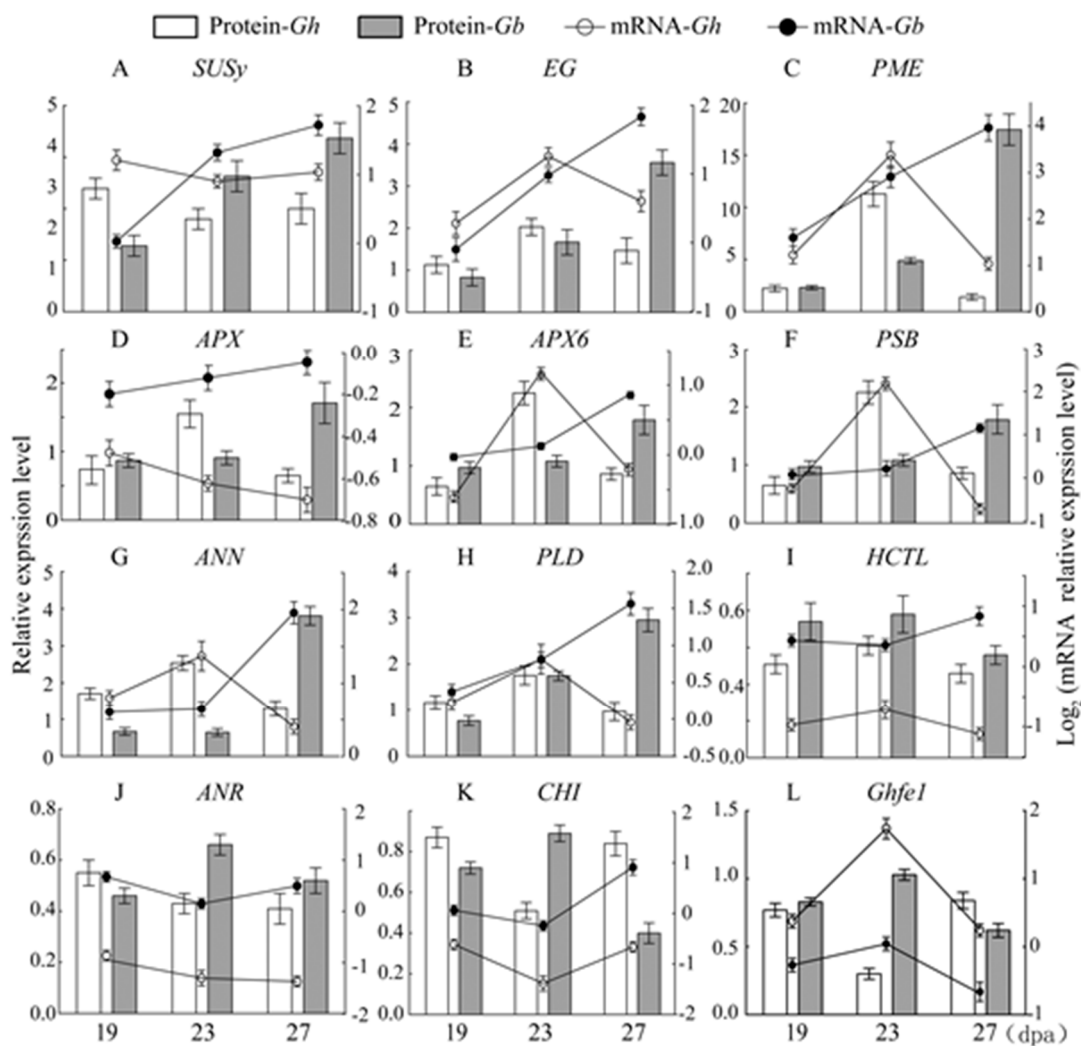 Protein-Gh Protein-Gb mRNA-Gh mRNA-Gb
A SUSy B EG C PME
5 4 3 2 1 0
2 1 0 -1
5 4 3 2 1 0
2 1 0 -1
20 15 10 5 0
4 3 2 1 0
D APX E APX6 F PSB
2 1 0
0.0 -0.2 -0.4 -0.6 -0.8
3 2 1 0
1.0 0.0 1.0
3 2 1 0
3 2 1 0 -1
G ANN H PLD I HCTL
5 4 3 2 1 0
2 1 0
4 3 2 1 0
2.0 1.5 1.0 0.5 0.0 -0.5
0.6 0.4 0.0
1 0 -1
J ANR K CHI L Ghfe1
0.8 0.6 0.4 0.2 0.0
2 1 0 -1 -2
0.8 0.6 0.4 0.2 0.0
2 1 0 -1 -2
1.5 1.0 0.5 0.0
2 1 0 -1
19 23 27 19 23 27 19 23 27 (dpa)
Relative exprssion level
Log2 (mRNA relative exprssion level)